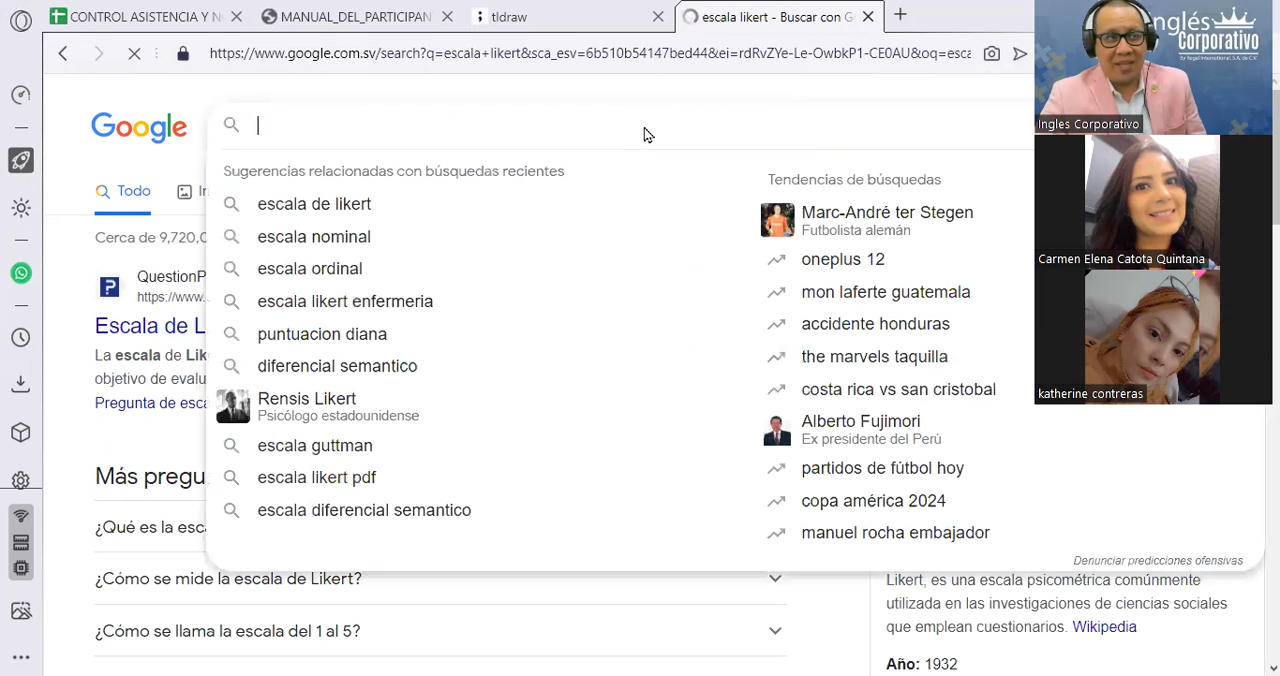 CONTROL ASISTENCIA Y N
MANUAL_DEL_PARTICIPAN
tldraw
escala likert - Buscar con G
https://www.google.com.sv/search?q=escala+likert&sca_esv=6b510b54147bed44&ei=rdRvZYe-Le-OwbkP1-CE0AU&oq=esca
Google
Sugerencias relacionadas con búsquedas recientes
escala de likert
escala nominal
escala ordinal
escala likert enfermeria
puntuacion diana
diferencial semantico
Rensis Likert
Psicólogo estadounidense
escala guttman
escala likert pdf
escala diferencial semantico
Tendencias de búsquedas
Marc-André ter Stegen
Futbolista alemán
oneplus 12
mon laferte guatemala
accidente honduras
the marvels taquilla
costa rica vs san cristobal
Alberto Fujimori
Ex presidente del Perú
partidos de fútbol hoy
copa américa 2024
manuel rocha embajador
Denunciar predicciones ofensivas
Todo
Cerca de 9,720,0
QuestionP
https://www.
Escala de L
La escala de Lik
objetivo de evalu
Pregunta de esca
Más pregu
¿Qué es la esca
¿Cómo se mide la escala de Likert?
¿Cómo se llama la escala del 1 al 5?
Likert, es una escala psicométrica comúnmente
utilizada en las investigaciones de ciencias sociales
que emplean cuestionarios. Wikipedia
Año: 1932
Inglés
Corporativo
By Regal International, S.A. de C.V.
Ingles Corporativo
Carmen Elena Catota Quintana
katherine contreras